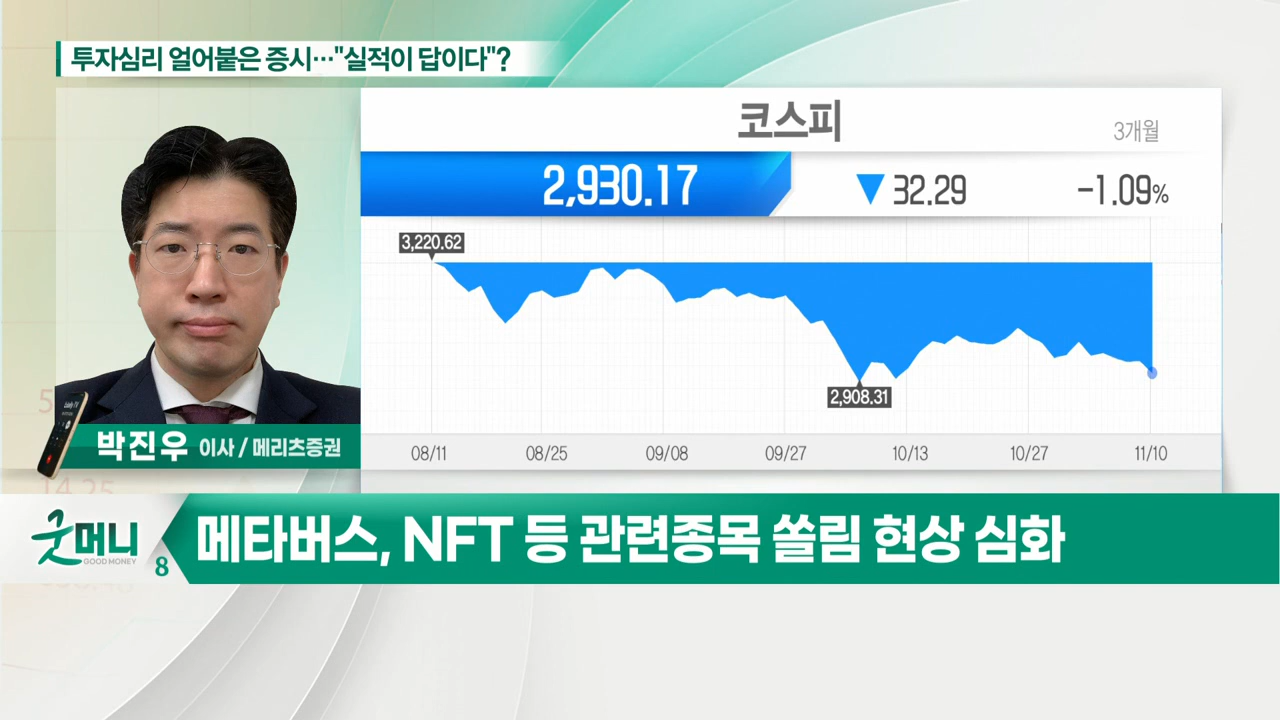 투자심리 얼어붙은 증시…"실적이 답이다"?
코스피
3개월
2,930.17
▼ 32.29
-1.09%
3,220.62
2,908.31
08/11 08/25 09/08 09/27 10/13 10/27 11/10
박진우 이사 / 메리츠증권
굿머니
GOOD MONEY
8
메타버스, NFT 등 관련종목 쏠림 현상 심화